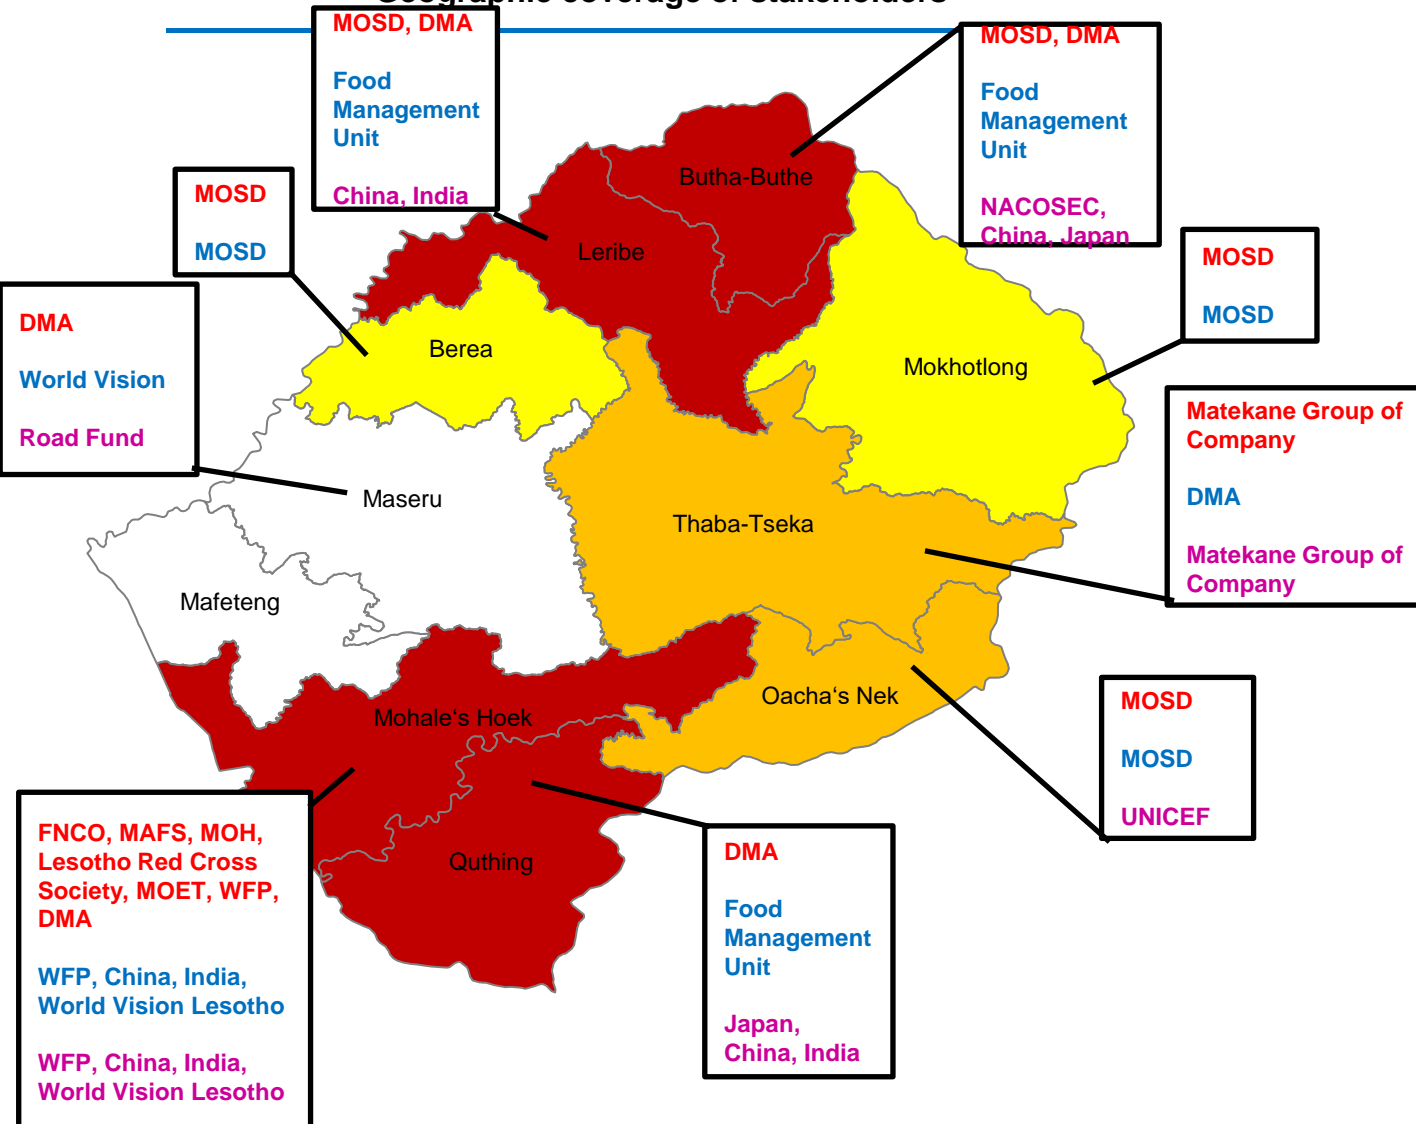 Geographic coverage of stakeholders
MOSD, DMA
Food
Management
Unit
China, India
MOSD, DMA
Food
Management
Unit
NACOSEC,
China, Japan
MOSD
MOSD
MOSD
MOSD
DMA
World Vision
Road Fund
Matekane Group of
Company
DMA
Matekane Group of
Company
Butha-Buthe
Leribe
Berea
Mokhotlong
Maseru
Thaba-Tseka
Mafeteng
Oacha‘s Nek
Mohale‘s Hoek
Quthing
MOSD
MOSD
UNICEF
FNCO, MAFS, MOH,
Lesotho Red Cross
Society, MOET, WFP,
DMA
WFP, China, India,
World Vision Lesotho
WFP, China, India,
World Vision Lesotho
DMA
Food
Management
Unit
Japan,
China, India